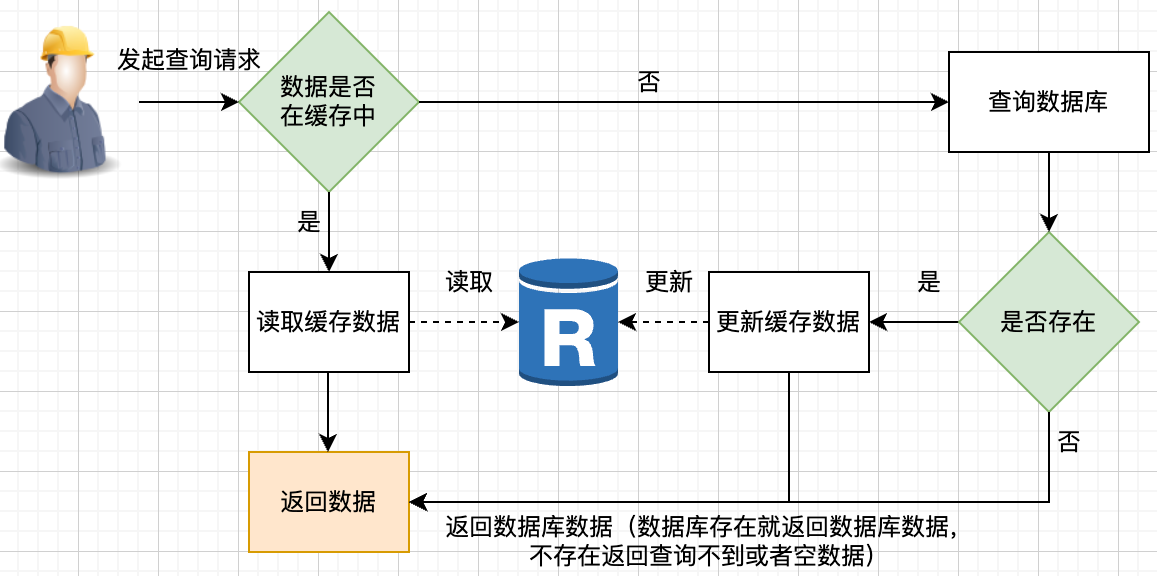 发起查询请求
数据是否
在缓存中
否
查询数据库
是
读取缓存数据
读取
R
更新
更新缓存数据
是
是否存在
否
返回数据
返回数据库数据（数据库存在就返回数据库数据，
不存在返回查询不到或者空数据）